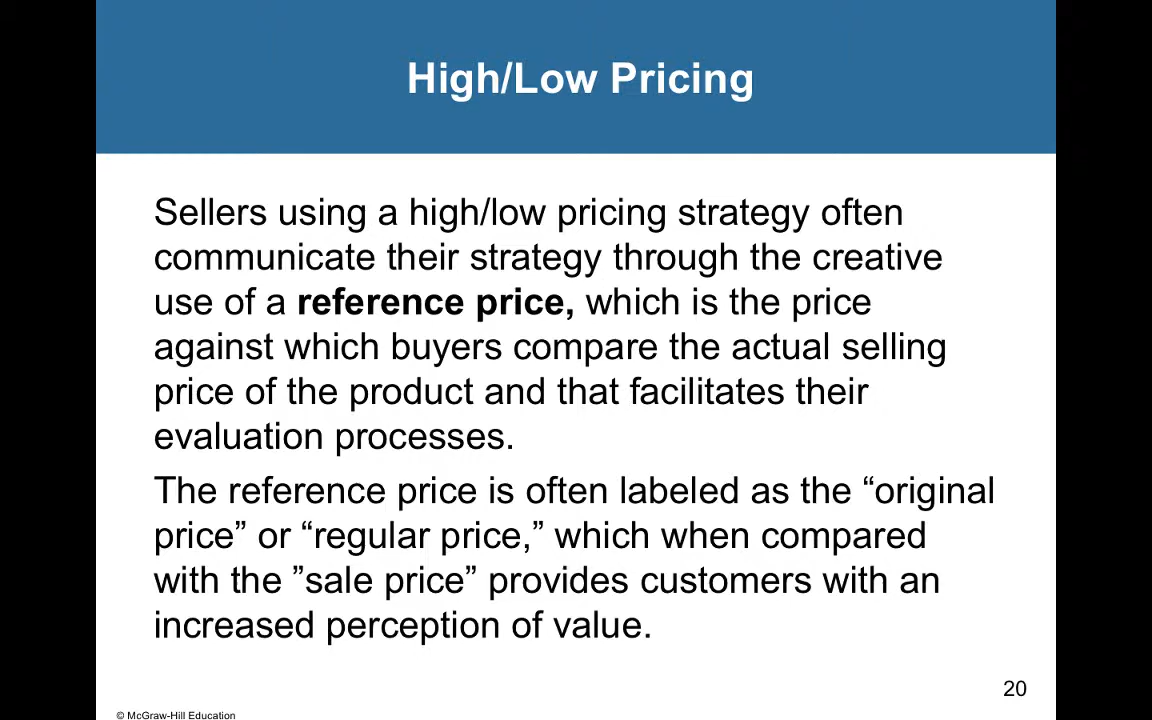 High/Low Pricing
Sellers using a high/low pricing strategy often
communicate their strategy through the creative
use of a reference price, which is the price
against which buyers compare the actual selling
price of the product and that facilitates their
evaluation processes.
The reference price is often labeled as the “original
price” or “regular price,” which when compared
with the ”sale price” provides customers with an
increased perception of value.
20
© McGraw-Hill Education